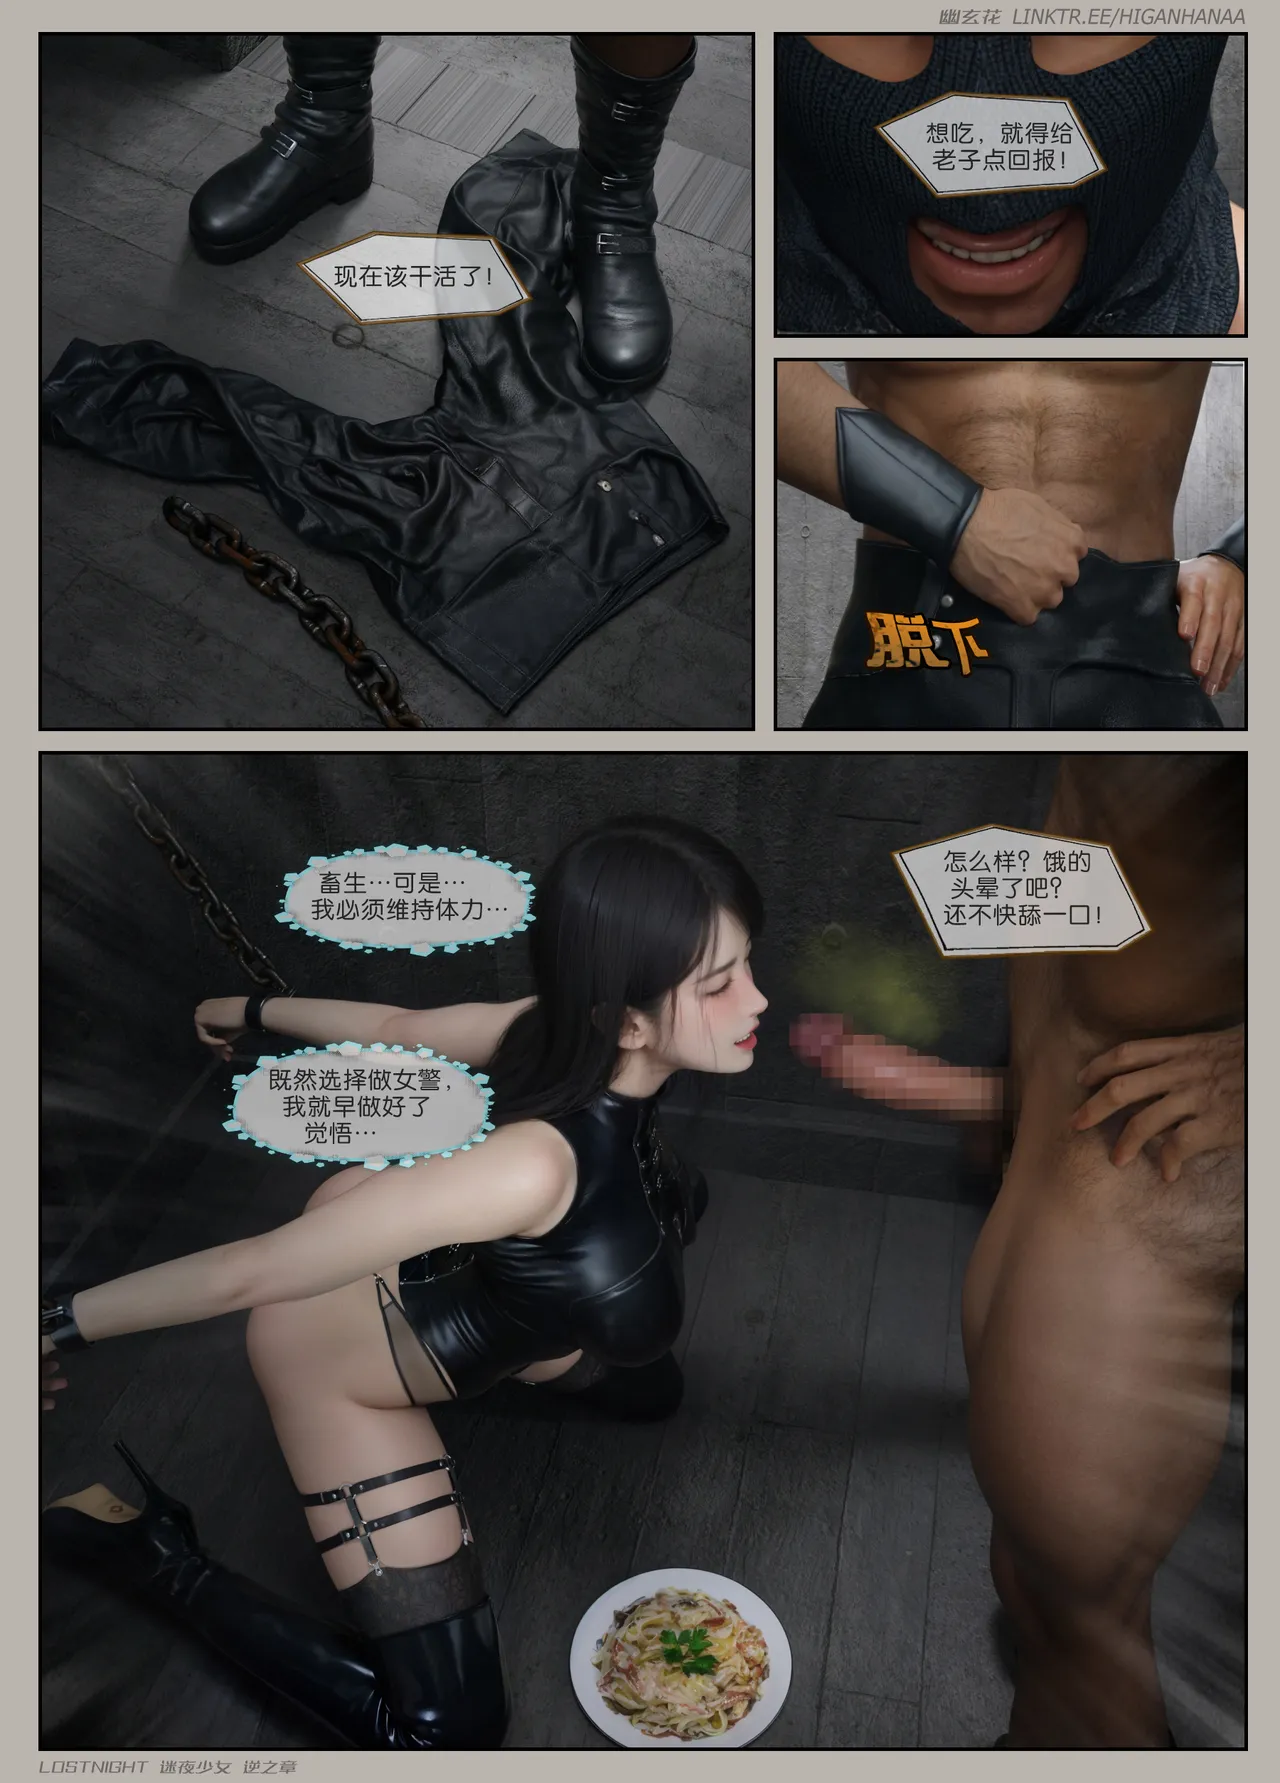 幽玄花 LINKTR.EE/HIGANHANAA
现在该干活了！
想吃，就得给
老子点回报！
脱下
畜生…可是…
我必须维持体力…
怎么样？饿的
头晕了吧？
还不快舔一口！
既然选择做女警，
我就早做好了
觉悟…
LOSTNIGHT 迷夜少女 逆之章